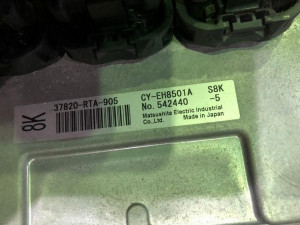 8K
37820-RTA-905 CY-EH8501A S8K
No. 542440 -5
Matsushita Electric Industrial
Co.,Ltd. Made in Japan